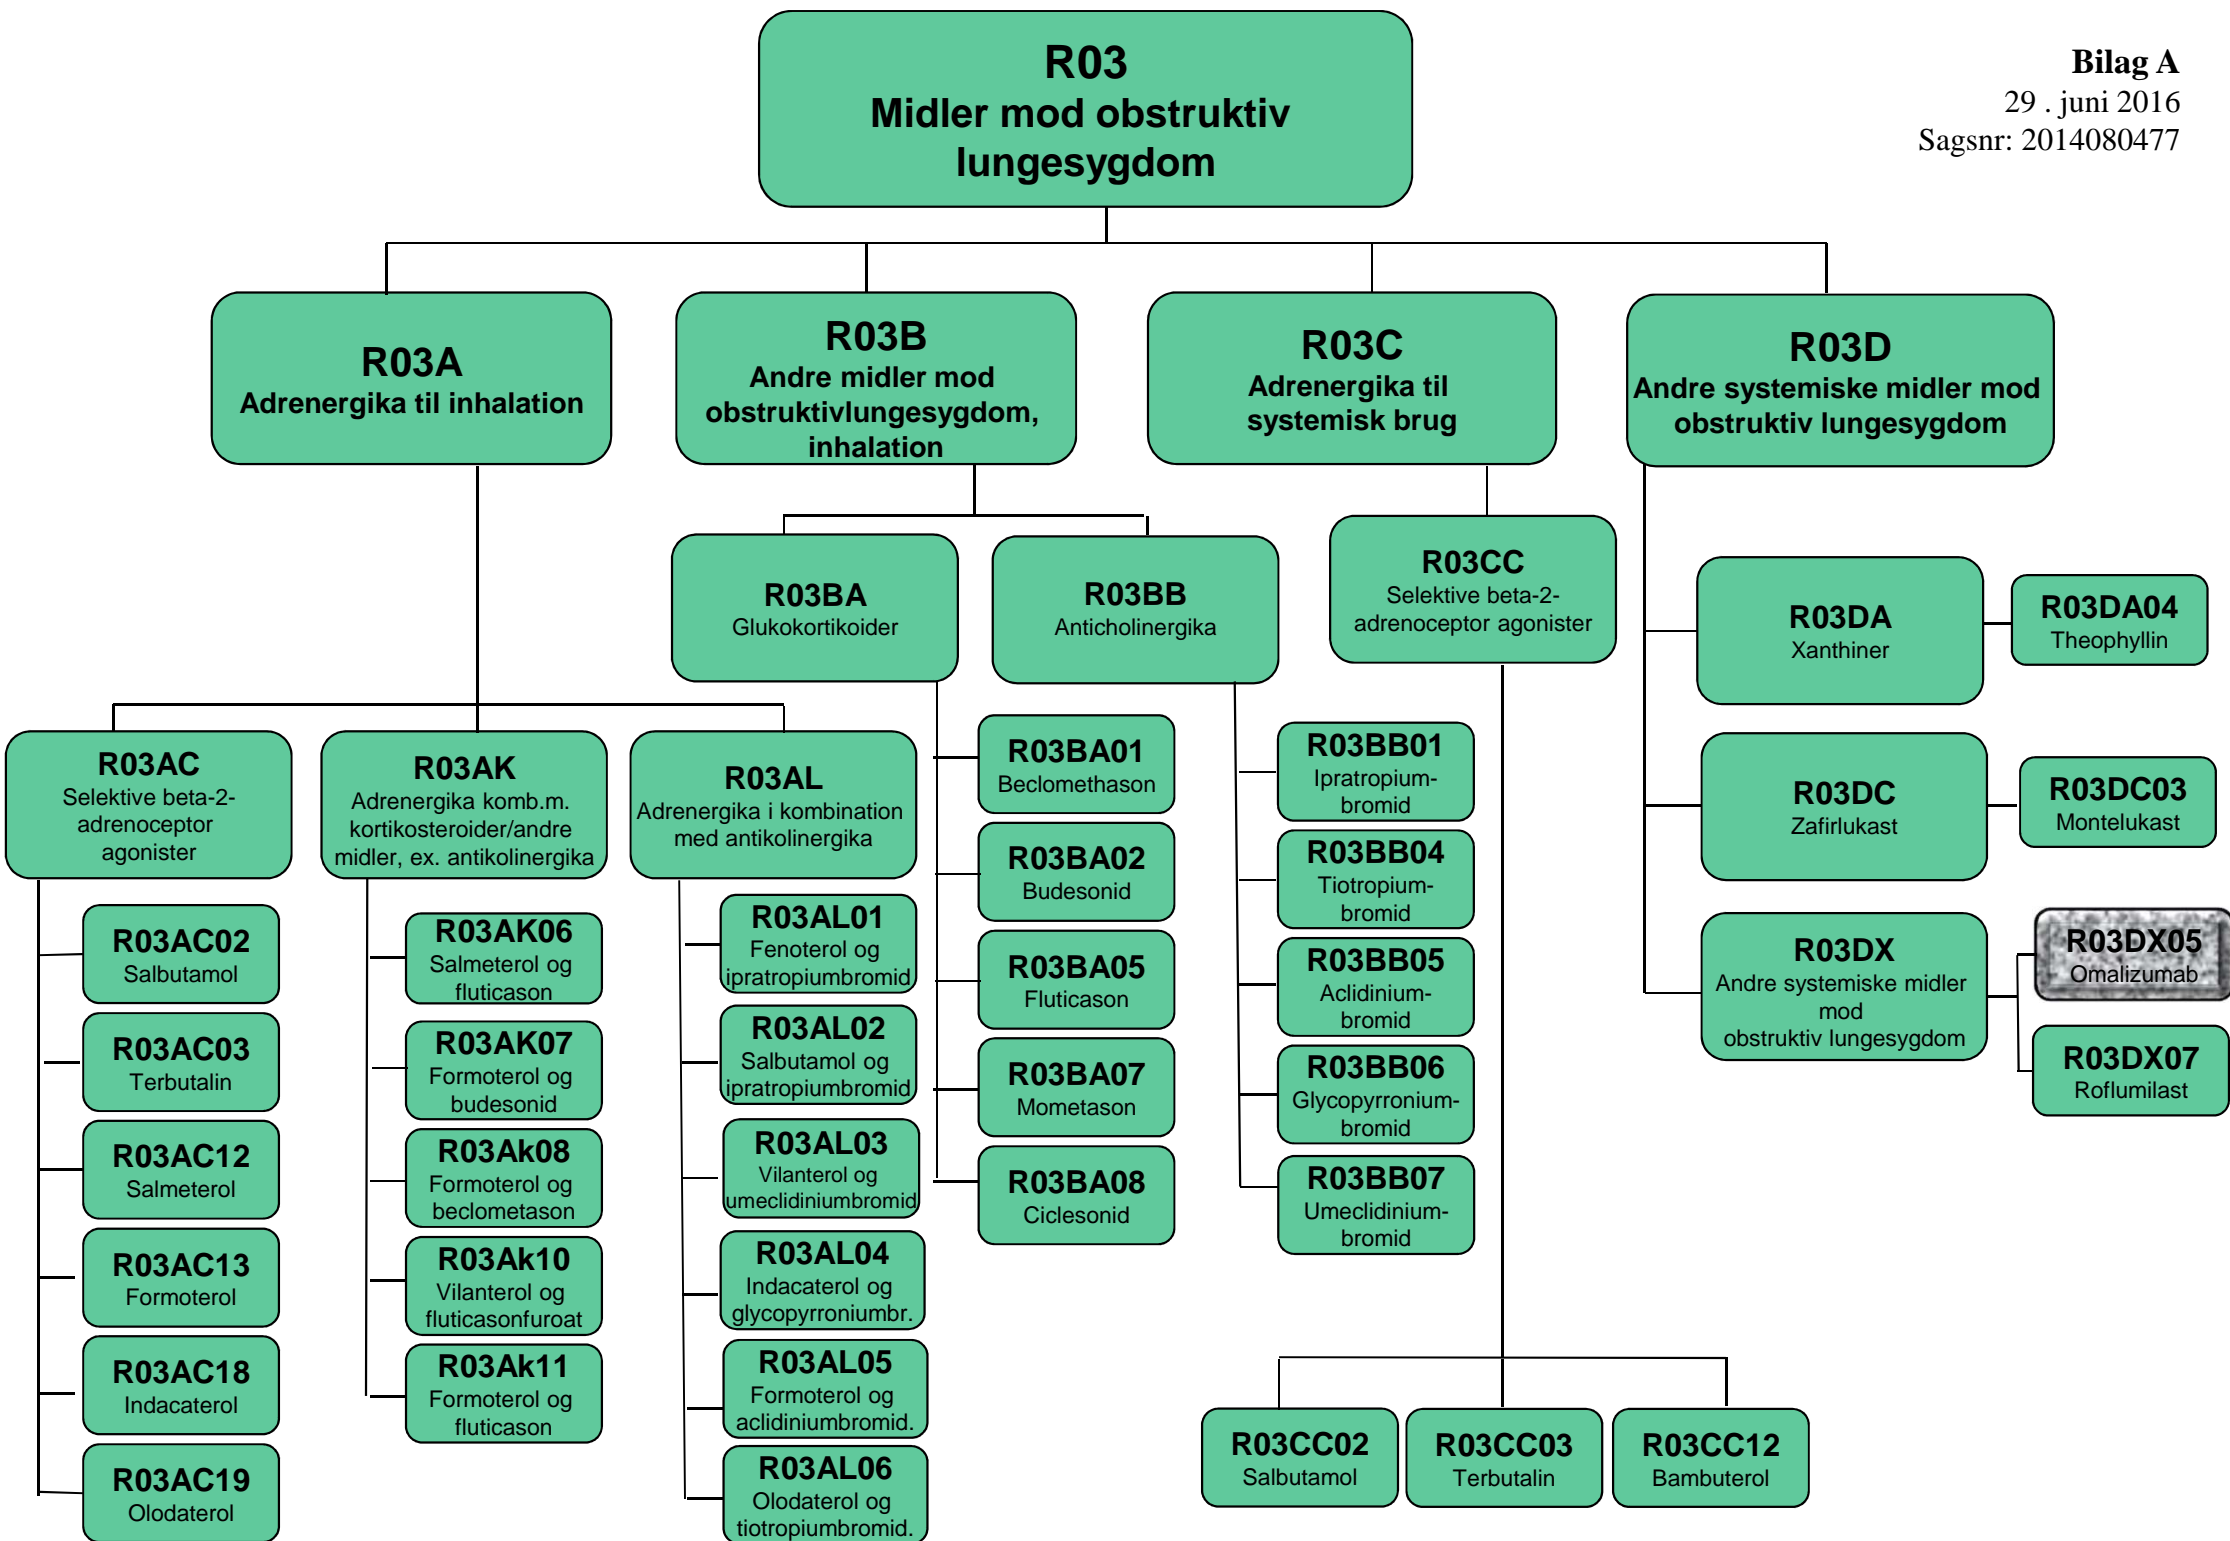 R03
Midler mod obstruktiv
lungesygdom
Bilag A
29 . juni 2016
Sagsnr: 2014080477
R03A
Adrenergika til inhalation
R03B
Andre midler mod
obstruktivlungesygdom,
inhalation
R03C
Adrenergika til
systemisk brug
R03D
Andre systemiske midler mod
obstruktiv lungesygdom
R03BA
Glukokortikoider
R03BB
Anticholinergika
R03CC
Selektive beta-2-
adrenoceptor agonister
R03DA
Xanthiner
R03DA04
Theophyllin
R03AC
Selektive beta-2-
adrenoceptor
agonister
R03AK
Adrenergika komb.m.
kortikosteroider/andre
midler, ex. antikolinergika
R03AL
Adrenergika i kombination
med antikolinergika
R03DC
Zafirlukast
R03DC03
Montelukast
R03DX
Andre systemiske midler
mod
obstruktiv lungesygdom
R03DX05
Omalizumab
R03DX07
Roflumilast
R03AC02
Salbutamol
R03AC03
Terbutalin
R03AC12
Salmeterol
R03AC13
Formoterol
R03AC18
Indacaterol
R03AC19
Olodaterol
R03AK06
Salmeterol og
fluticason
R03AK07
Formoterol og
budesonid
R03Ak08
Formoterol og
beclometason
R03Ak10
Vilanterol og
fluticasonfuroat
R03Ak11
Formoterol og
fluticason
R03AL01
Fenoterol og
ipratropiumbromid
R03AL02
Salbutamol og
ipratropiumbromid
R03AL03
Vilanterol og
umeclidiniumbromid
R03AL04
Indacaterol og
glycopyrroniumbr.
R03AL05
Formoterol og
aclidiniumbromid.
R03AL06
Olodaterol og
tiotropiumbromid.
R03BA01
Beclomethason
R03BA02
Budesonid
R03BA05
Fluticason
R03BA07
Mometason
R03BA08
Ciclesonid
R03BB01
Ipratropium-
bromid
R03BB04
Tiotropium-
bromid
R03BB05
Aclidinium-
bromid
R03BB06
Glycopyrronium-
bromid
R03BB07
Umeclidinium-
bromid
R03CC02
Salbutamol
R03CC03
Terbutalin
R03CC12
Bambuterol